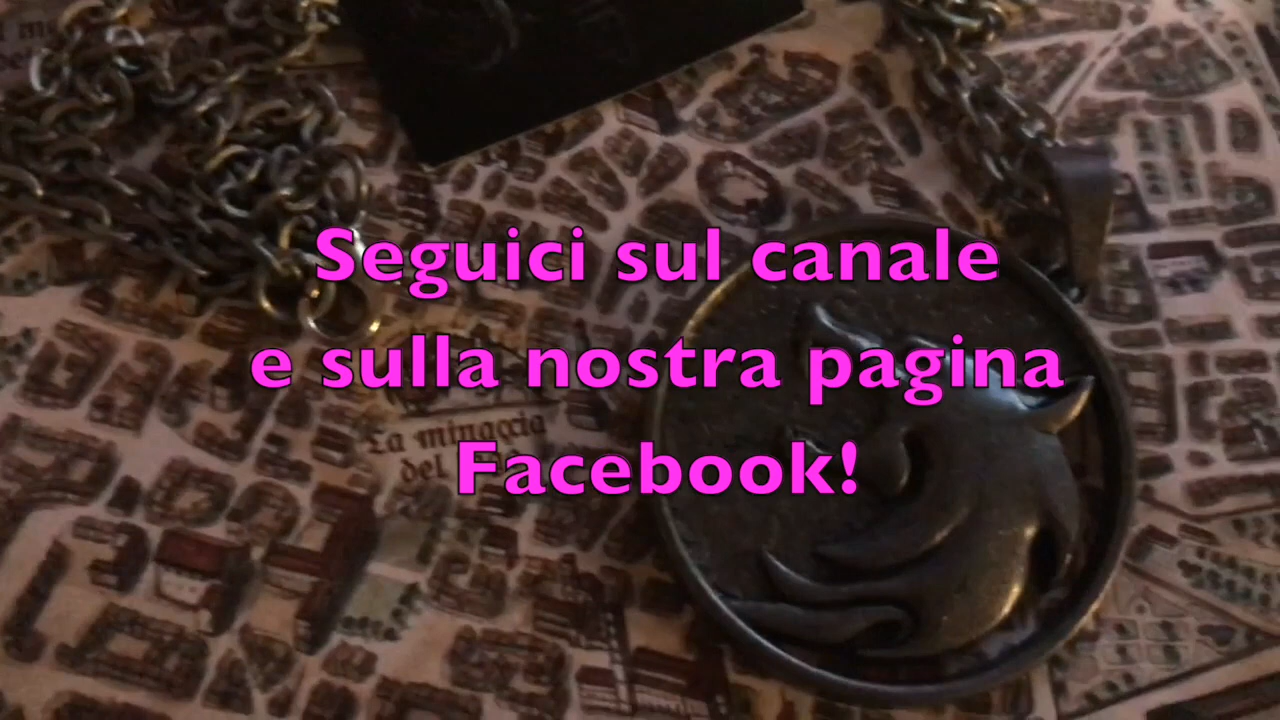 Seguici sul canale
e sulla nostra pagina
La minaccia
del
Facebook!